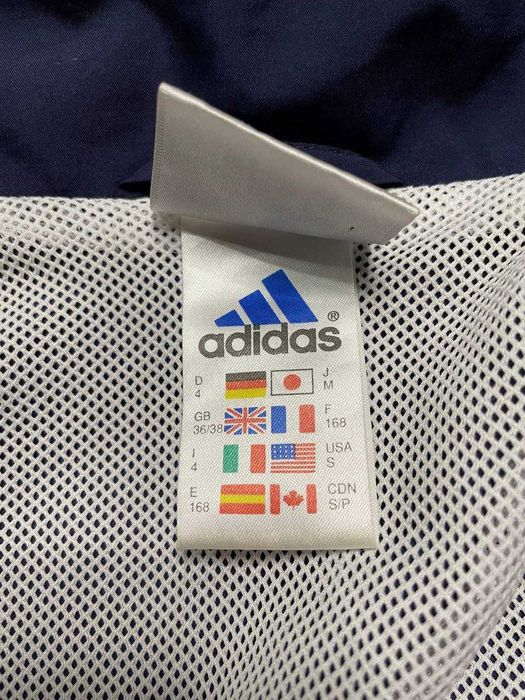 adidas®
D J
4 M
GB F
36/38 168
I USA
4 S
E CDN
168 S/P